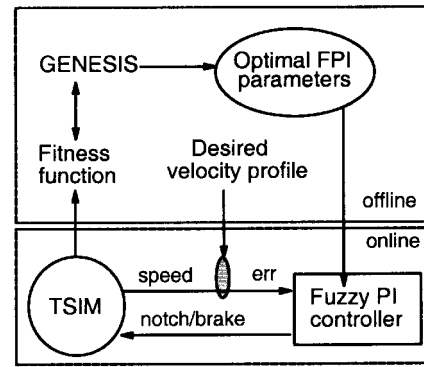 GENESIS
Optimal FPI
parameters
Fitness
function
Desired
velocity profile
offline
online
TSIM
speed
err
notch/brake
Fuzzy PI
controller